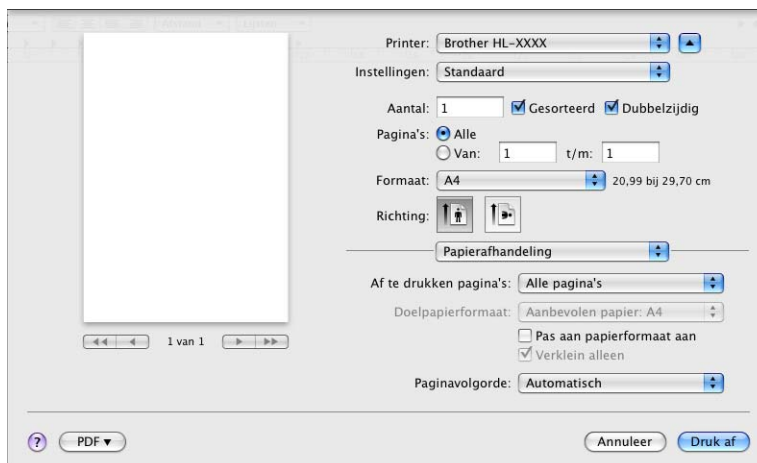 Afstand Lijsten
Printer: Brother HL-XXXX
Instellingen: Standaard
Aantal: 1 Gesorteerd Dubbelzijdig
Pagina's: Alle
Van: 1 t/m: 1
Formaat: A4 20,99 bij 29,70 cm
Richting:
Papierafhandeling
Af te drukken pagina's: Alle pagina's
Doelpapierformaat: Aanbevolen papier: A4
Pas aan papierformaat aan
Verklein alleen
1 van 1
Paginavolgorde: Automatisch
? PDF Annuleer Druk af